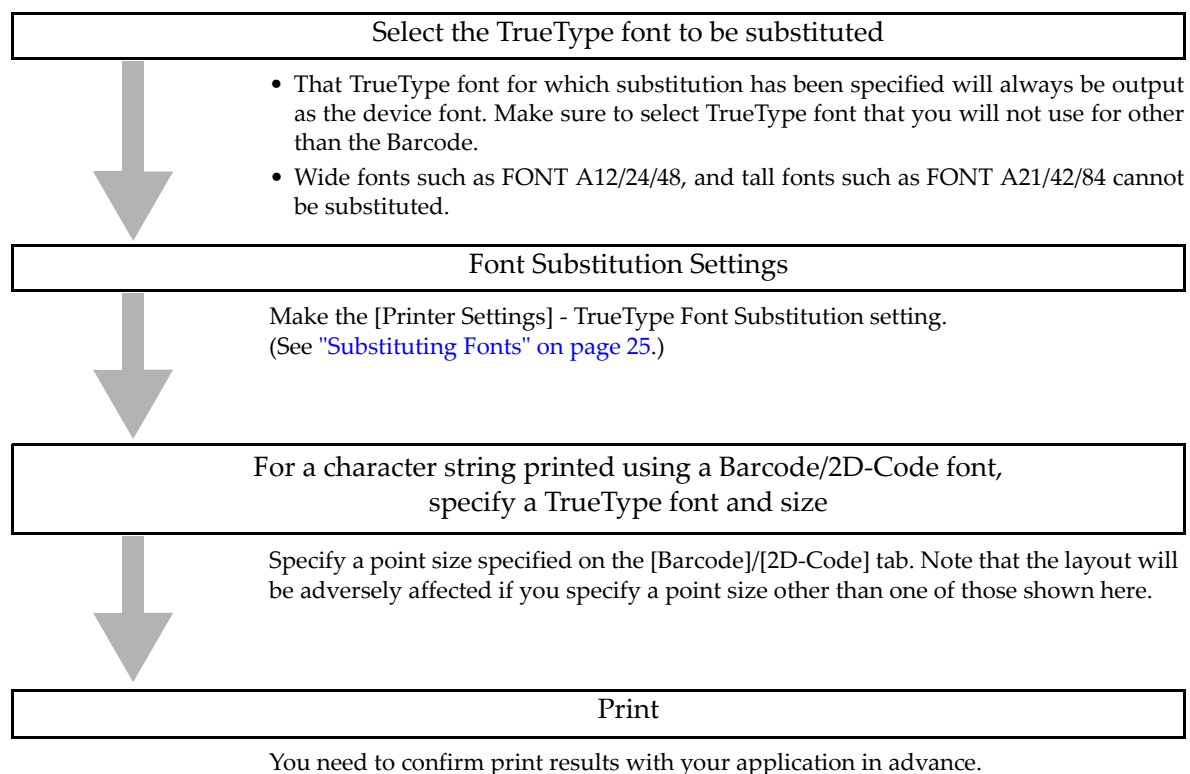 Select the TrueType font to be substituted
• That TrueType font for which substitution has been specified will always be output
as the device font. Make sure to select TrueType font that you will not use for other
than the Barcode.
• Wide fonts such as FONT A12/24/48, and tall fonts such as FONT A21/42/84 cannot
be substituted.
Font Substitution Settings
Make the [Printer Settings] - TrueType Font Substitution setting.
(See "Substituting Fonts" on page 25.)
For a character string printed using a Barcode/2D-Code font,
specify a TrueType font and size
Specify a point size specified on the [Barcode]/[2D-Code] tab. Note that the layout will
be adversely affected if you specify a point size other than one of those shown here.
Print
You need to confirm print results with your application in advance.